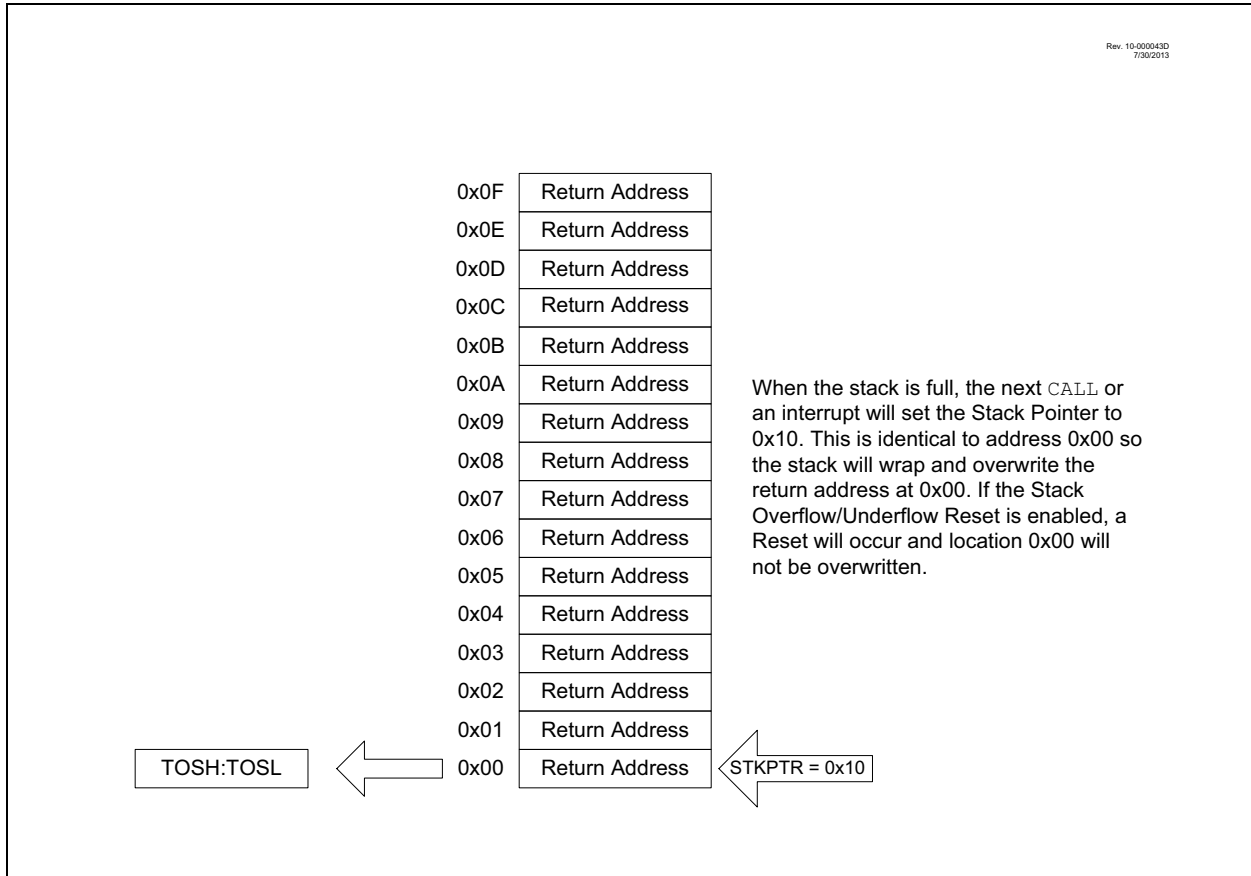 Rev. 10-000043D
7/30/2013
0x0F Return Address
0x0E Return Address
0x0D Return Address
0x0C Return Address
0x0B Return Address
0x0A Return Address
0x09 Return Address
0x08 Return Address
0x07 Return Address
0x06 Return Address
0x05 Return Address
0x04 Return Address
0x03 Return Address
0x02 Return Address
0x01 Return Address
TOSH:TOSL 0x00 Return Address STKPTR = 0x10
When the stack is full, the next CALL or
an interrupt will set the Stack Pointer to
0x10. This is identical to address 0x00 so
the stack will wrap and overwrite the
return address at 0x00. If the Stack
Overflow/Underflow Reset is enabled, a
Reset will occur and location 0x00 will
not be overwritten.